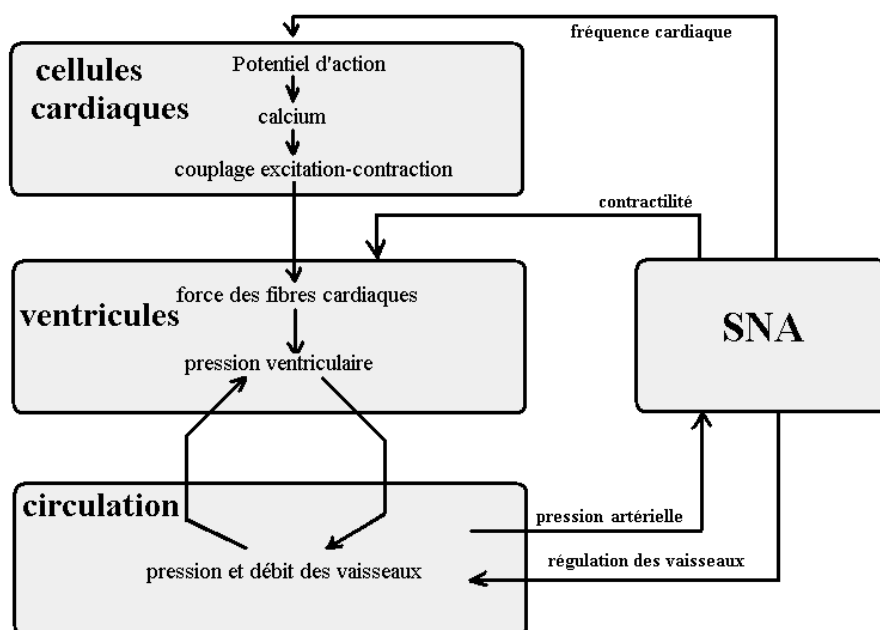 fréquence cardiaque
cellules
cardiaques
Potentiel d'action
calcium
couplage excitation-contraction
contractilité
ventricules
force des fibres cardiaques
pression ventriculaire
SNA
circulation
pression artérielle
pression et débit des vaisseaux
régulation des vaisseaux